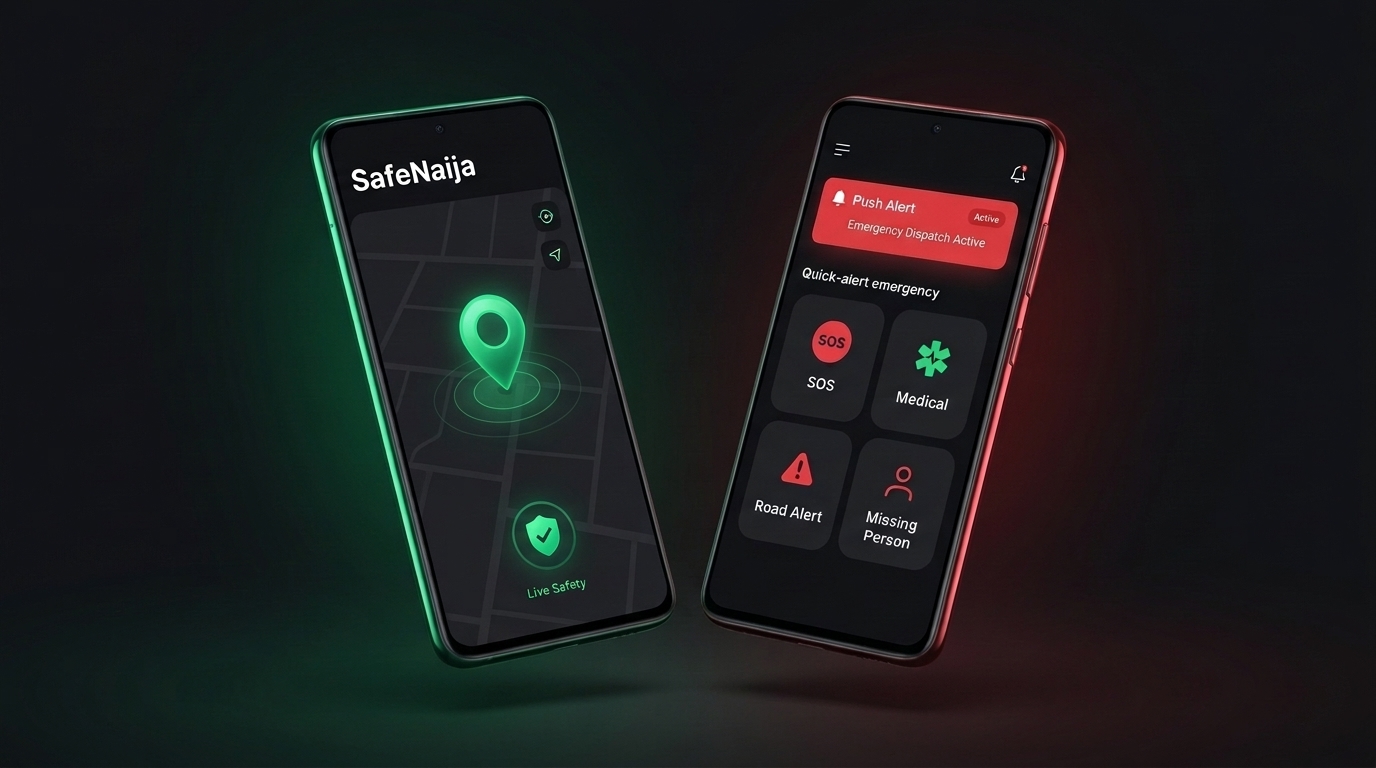 SafeNaija
Live Safety
Push Alert
Active
Emergency Dispatch Active
Quick-alert emergency
SOS
SOS
Medical
Road Alert
Missing
Person